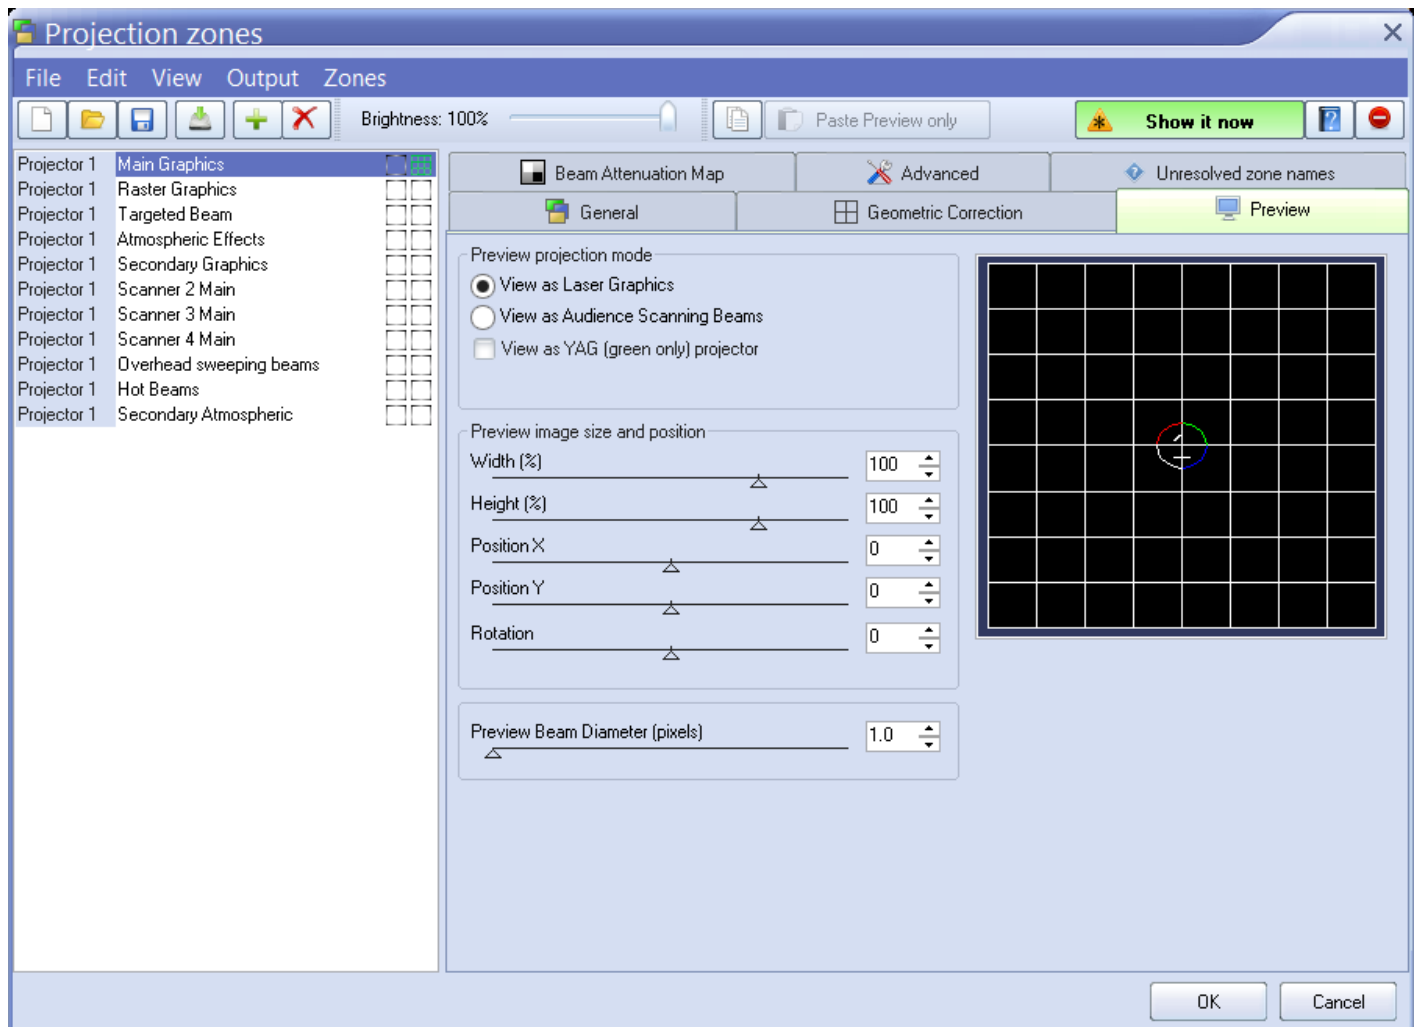 Projection zones
File Edit View Output Zones
Brightness: 100% Paste Preview only Show it now
Projector 1 Main Graphics
Projector 1 Raster Graphics
Projector 1 Targeted Beam
Projector 1 Atmospheric Effects
Projector 1 Secondary Graphics
Projector 1 Scanner 2 Main
Projector 1 Scanner 3 Main
Projector 1 Scanner 4 Main
Projector 1 Overhead sweeping beams
Projector 1 Hot Beams
Projector 1 Secondary Atmospheric
Beam Attenuation Map Advanced Unresolved zone names
General Geometric Correction Preview
Preview projection mode
View as Laser Graphics
View as Audience Scanning Beams
View as YAG (green only) projector
Preview image size and position
Width (%) 100
Height (%) 100
Position X 0
Position Y 0
Rotation 0
Preview Beam Diameter (pixels) 1.0
OK Cancel